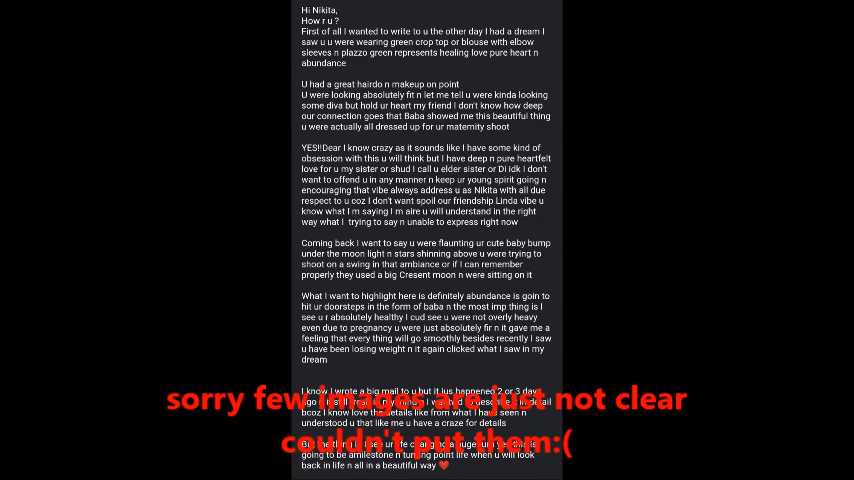 Hi Nikita,
How r u ?
First of all I wanted to write to u the other day I had a dream I
saw u u were wearing green crop top or blouse with elbow
sleeves n plazzo green represents healing love pure heart n
abundance
U had a great hairdo n makeup on point
U were looking absolutely fit n let me tell u were kinda looking
some diva but hold ur heart my friend I don't know how deep
our connection goes that Baba showed me this beautiful thing
u were actually all dressed up for ur maternity shoot
YES!!Dear I know crazy as it sounds like I have some kind of
obsession with this u will think but I have deep n pure heartfelt
love for u my sister or shud I call u elder sister or Di idk I don't
want to offend u in any manner n keep ur young spirit going n
encouraging that vibe always address u as Nikita with all due
respect to u coz I don't want spoil our friendship Linda vibe u
know what I m saying I m aire u will understand in the right
way what I trying to say n unable to express right now
Coming back I want to say u were flaunting ur cute baby bump
under the moon light n stars shinning above u were trying to
shoot on a swing in that ambiance or if I can remember
properly they used a big Cresent moon n were sitting on it
What I want to highlight here is definitely abundance is goin to
hit ur doorsteps in the form of baba n the most imp thing is I
see u r absolutely healthy I cud see u were not overly heavy
even due to pregnancy u were just absolutely fir n it gave me a
feeling that every thing will go smoothly besides recently I saw
u have been losing weight n it again clicked what I saw in my
dream
I know I wrote a big mail to u but it jus happened 2 or 3 days
detail
bcoz I know love the details like from what I have seen n
understood u that like me u have a craze for details
going to be amilestone n turning point life when u will look
back in life n all in a beautiful way ❤
sorry few images are just not clear
couldn't put them:(